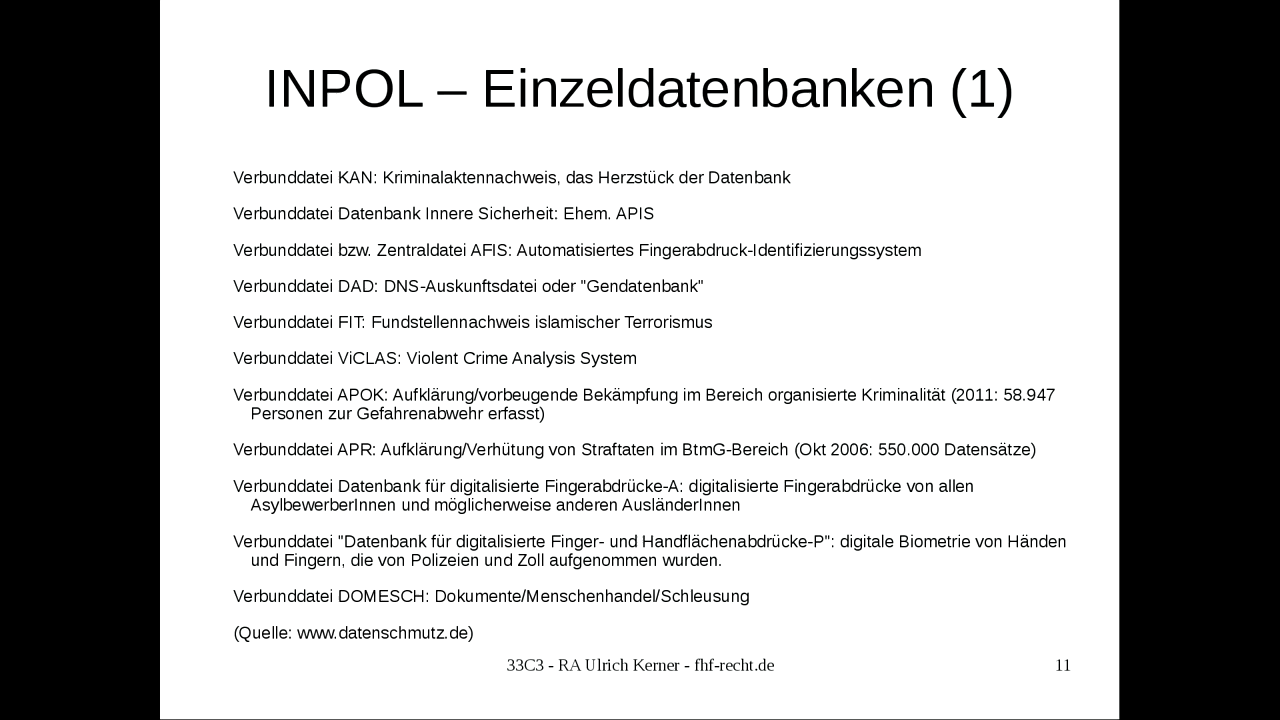 INPOL – Einzeldatenbanken (1)
Verbunddatei KAN: Kriminalaktennachweis, das Herzstück der Datenbank
Verbunddatei Datenbank Innere Sicherheit: Ehem. APIS
Verbunddatei bzw. Zentraldatei AFIS: Automatisiertes Fingerabdruck-Identifizierungssystem
Verbunddatei DAD: DNS-Auskunftsdatei oder "Gendatenbank"
Verbunddatei FIT: Fundstellennachweis islamischer Terrorismus
Verbunddatei ViCLAS: Violent Crime Analysis System
Verbunddatei APOK: Aufklärung/vorbeugende Bekämpfung im Bereich organisierte Kriminalität (2011: 58.947
Personen zur Gefahrenabwehr erfasst)
Verbunddatei APR: Aufklärung/Verhütung von Straftaten im BtmG-Bereich (Okt 2006: 550.000 Datensätze)
Verbunddatei Datenbank für digitalisierte Fingerabdrücke-A: digitalisierte Fingerabdrücke von allen
AsylbewerberInnen und möglicherweise anderen AusländerInnen
Verbunddatei "Datenbank für digitalisierte Finger- und Handflächenabdrücke-P": digitale Biometrie von Händen
und Fingern, die von Polizeien und Zoll aufgenommen wurden.
Verbunddatei DOMESCH: Dokumente/Menschenhandel/Schleusung
(Quelle: www.datenschmutz.de)
33C3 - RA Ulrich Kerner - fhf-recht.de
11